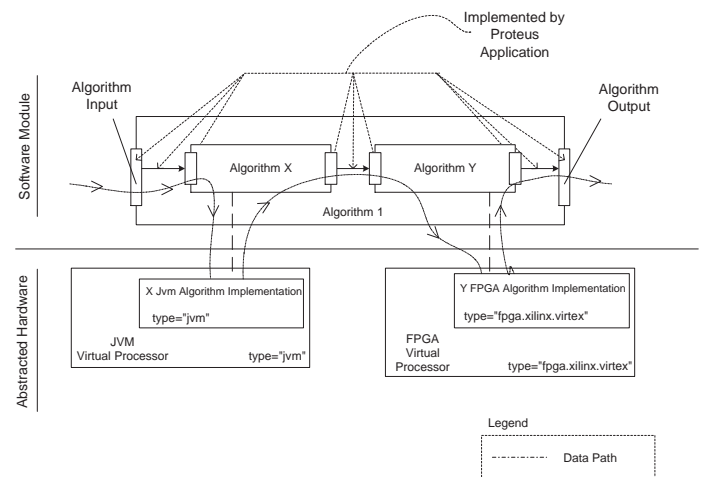 Implemented by
Proteus
Application
Software Module
Algorithm
Input
Algorithm
Output
Algorithm X
Algorithm Y
Algorithm 1
Abstracted Hardware
X Jvm Algorithm Implementation
type="jvm"
JVM
Virtual Processor
type="jvm"
Y FPGA Algorithm Implementation
type="fpga.xilinx.virtex"
FPGA
Virtual
Processor
type="fpga.xilinx.virtex"
Legend
Data Path